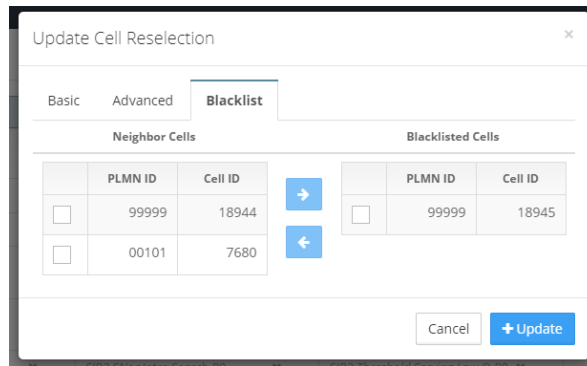 Update Cell Reselection ×
Basic Advanced Blacklist
Neighbor Cells Blacklisted Cells
PLMN ID Cell ID PLMN ID Cell ID
99999 18944 99999 18945
00101 7680
Cancel + Update